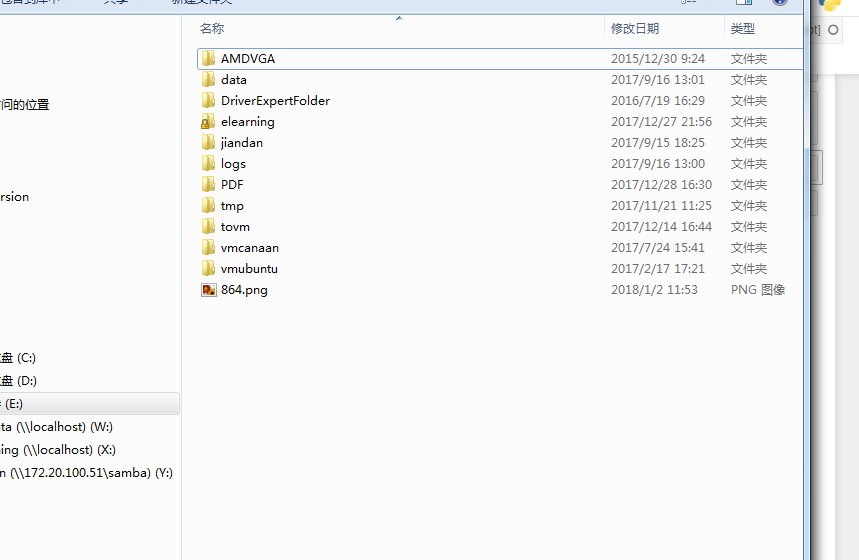 共享
新建文件夹
名称 修改日期 类型
AMDVGA 2015/12/30 9:24 文件夹
data 2017/9/16 13:01 文件夹
DriverExpertFolder 2016/7/19 16:29 文件夹
问的位置
elearning 2017/12/27 21:56 文件夹
jiandan 2017/9/15 18:25 文件夹
logs 2017/9/16 13:00 文件夹
PDF 2017/12/28 16:30 文件夹
rsion
tmp 2017/11/21 11:25 文件夹
tovm 2017/12/14 16:44 文件夹
vmcanaan 2017/7/24 15:41 文件夹
vmubuntu 2017/2/17 17:21 文件夹
864.png 2018/1/2 11:53 PNG 图像
盘 (C:)
盘 (D:)
(E:)
ta (\\localhost) (W:)
ing (\\localhost) (X:)
n (\\172.20.100.51\samba) (Y:)